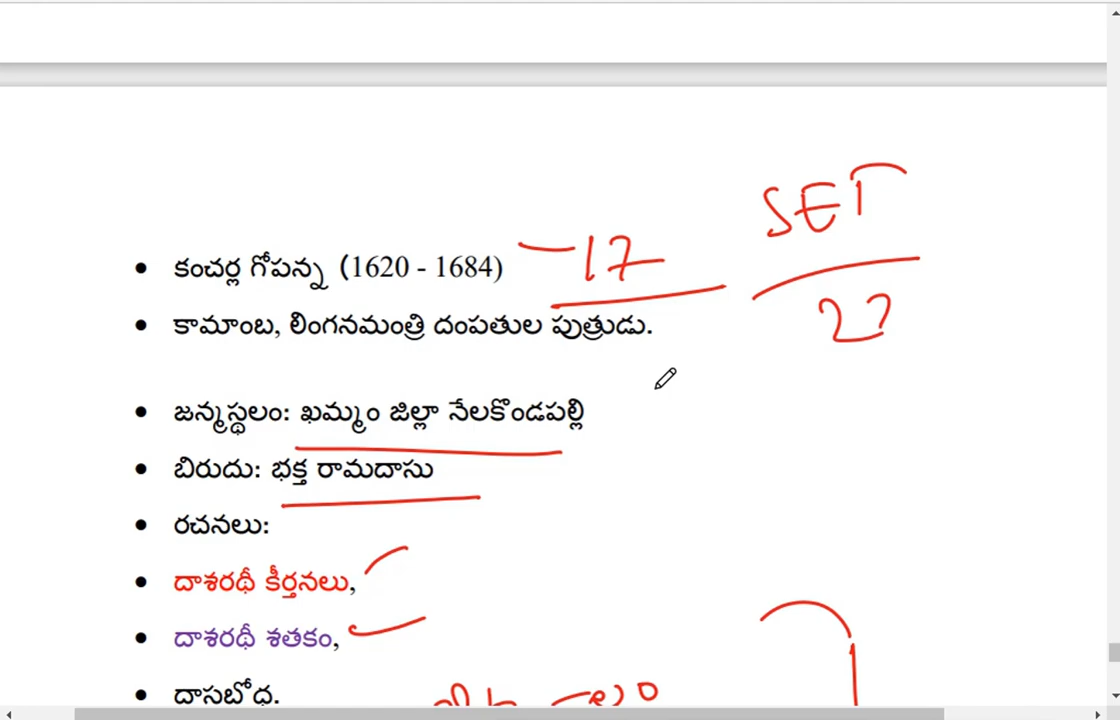 SET
• కంచర్ల గోపన్న (1620 - 1684) – 17
22
• కామాంబ, లింగనమంత్రి దంపతుల పుత్రుడు.
• జన్మస్థలం: ఖమ్మం జిల్లా నేలకొండపల్లి
• బిరుదు: భక్త రామదాసు
• రచనలు:
• దాశరథీ కీర్తనలు,
• దాశరథీ శతకం,
• దాసబోధ.